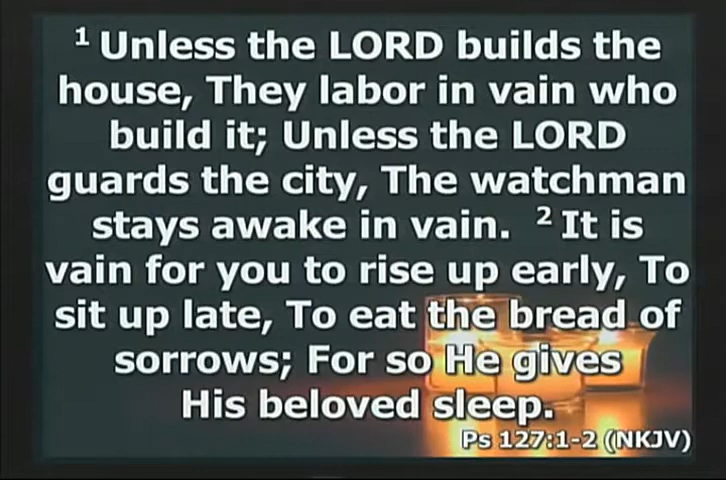 1 Unless the LORD builds the
house, They labor in vain who
build it; Unless the LORD
guards the city, The watchman
stays awake in vain. 2 It is
vain for you to rise up early, To
sit up late, To eat the bread of
sorrows; For so He gives
His beloved sleep.
Ps 127:1-2 (NKJV)